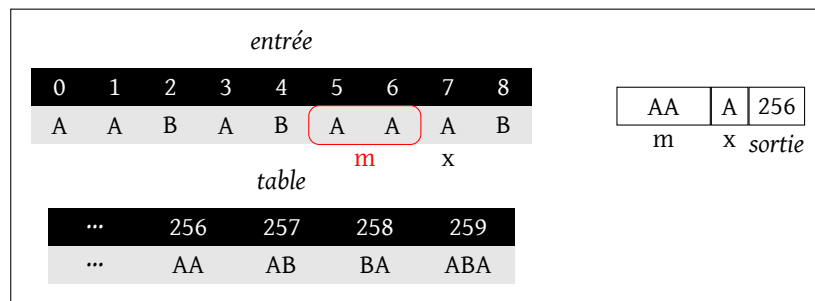 entrée
0 1 2 3 4 5 6 7 8
A A B A B A A A B
m x
AA A 256
m x sortie
table
... 256 257 258 259
... AA AB BA ABA